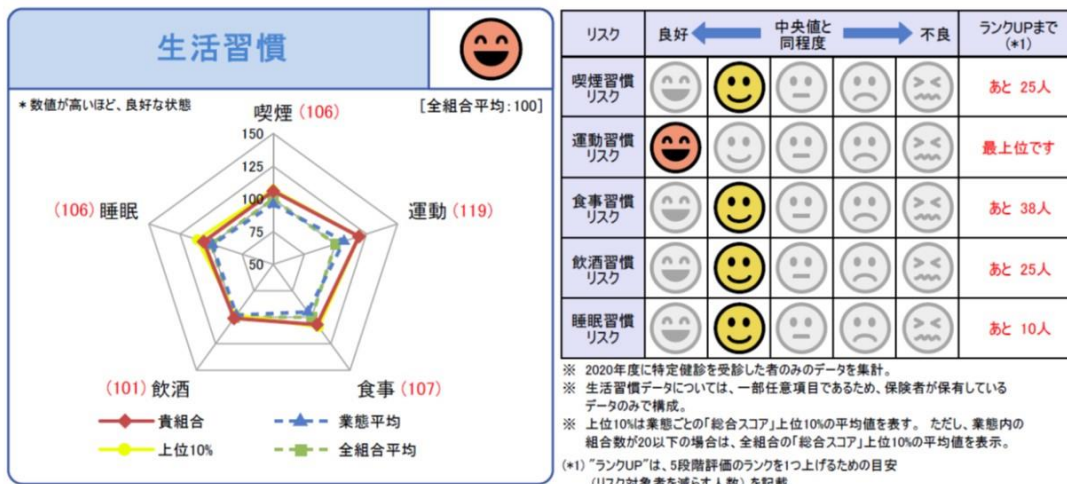 生活習慣
* 数値が高いほど、良好な状態
[全組合平均:100]
喫煙 (106)
150
125
100
75
50
(106) 睡眠
運動 (119)
(101) 飲酒
食事 (107)
貴組合
業態平均
上位10%
全組合平均
リスク
良好
中央値と
同程度
不良
ランクUPまで
(*1)
喫煙習慣
リスク
あと 25人
運動習慣
リスク
最上位です
食事習慣
リスク
あと 38人
飲酒習慣
リスク
あと 25人
睡眠習慣
リスク
あと 10人
※ 2020年度に特定健診を受診した者のみのデータを集計。
※ 生活習慣データについては、一部任意項目であるため、保険者が保有している
データのみで構成。
※ 上位10%は業態ごとの「総合スコア」上位10%の平均値を表す。 ただし、業態内の
組合数が20以下の場合は、全組合の「総合スコア」上位10%の平均値を表示。
(*1) "ランクUP"は、5段階評価のランクを1つ上げるための目安
(リスク対象者を減らす人数) を記載